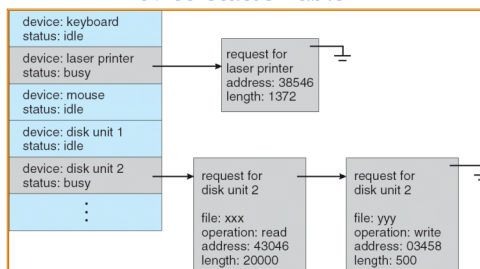 device: keyboard
status: idle
device: laser printer
status: busy
device: mouse
status: idle
device: disk unit 1
status: idle
device: disk unit 2
status: busy
request for
laser printer
address: 38546
length: 1372
request for
disk unit 2
file: xxx
operation: read
address: 43046
length: 20000
request for
disk unit 2
file: yyy
operation: write
address: 03458
length: 500